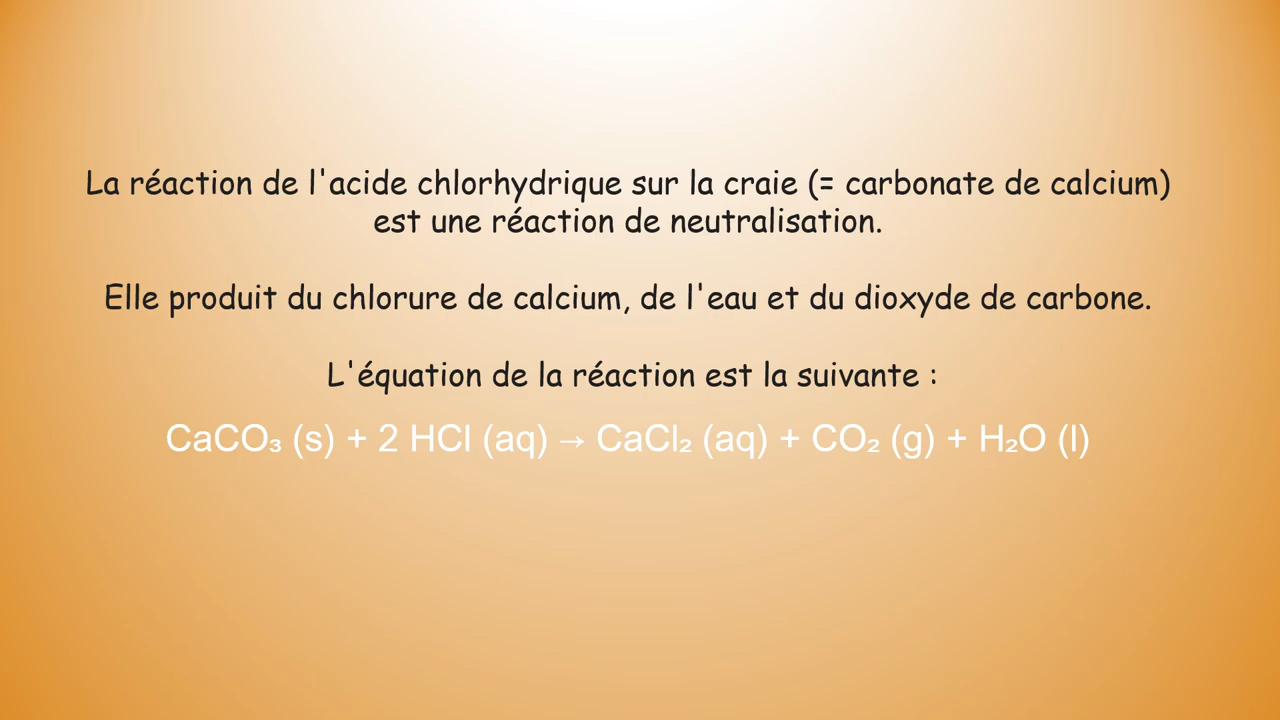 La réaction de l'acide chlorhydrique sur la craie (= carbonate de calcium)
est une réaction de neutralisation.
Elle produit du chlorure de calcium, de l'eau et du dioxyde de carbone.
L'équation de la réaction est la suivante :
CaCO₃ (s) + 2 HCl (aq) → CaCl₂ (aq) + CO₂ (g) + H₂O (l)